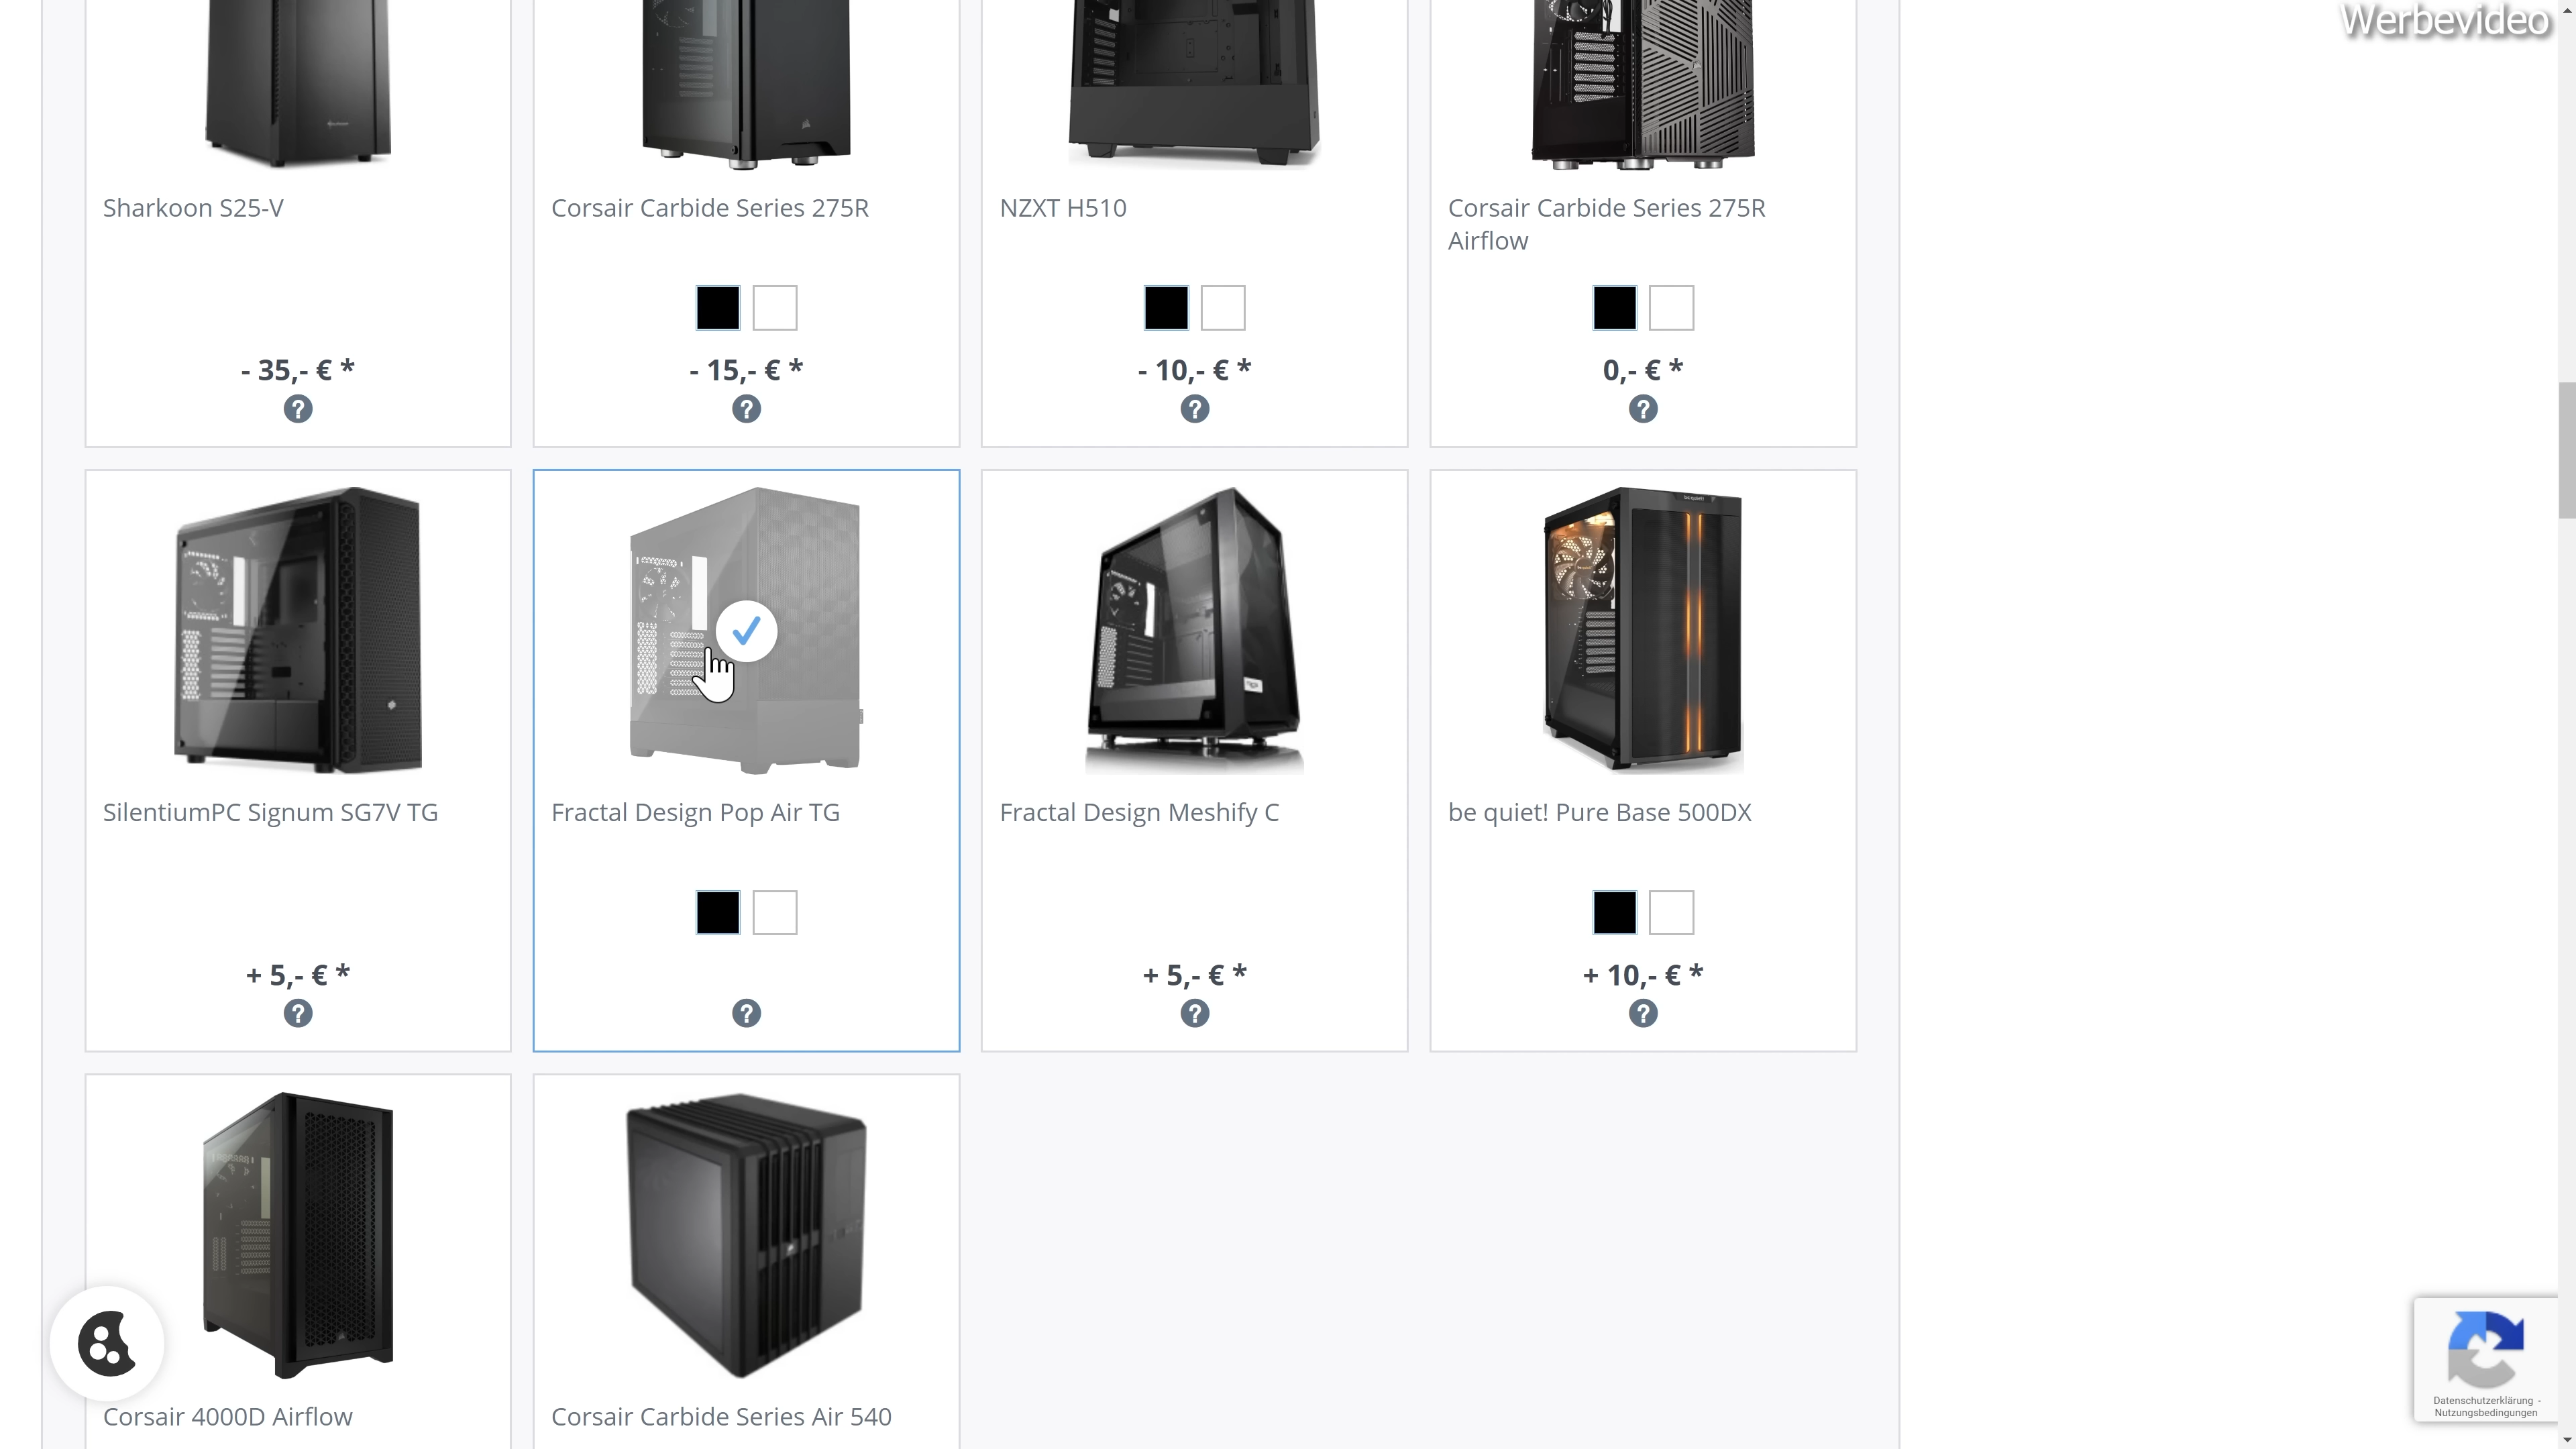 Werbevideo
Sharkoon S25-V
Corsair Carbide Series 275R
NZXT H510
Corsair Carbide Series 275R
Airflow
- 35,- € *
- 15,- € *
- 10,- € *
0,- € *
?
?
?
?
be quiet!
SilentiumPC Signum SG7V TG
Fractal Design Pop Air TG
Fractal Design Meshify C
be quiet! Pure Base 500DX
+ 5,- € *
+ 5,- € *
+ 10,- € *
?
?
?
?
Corsair 4000D Airflow
Corsair Carbide Series Air 540
Datenschutzerklärung -
Nutzungsbedingungen